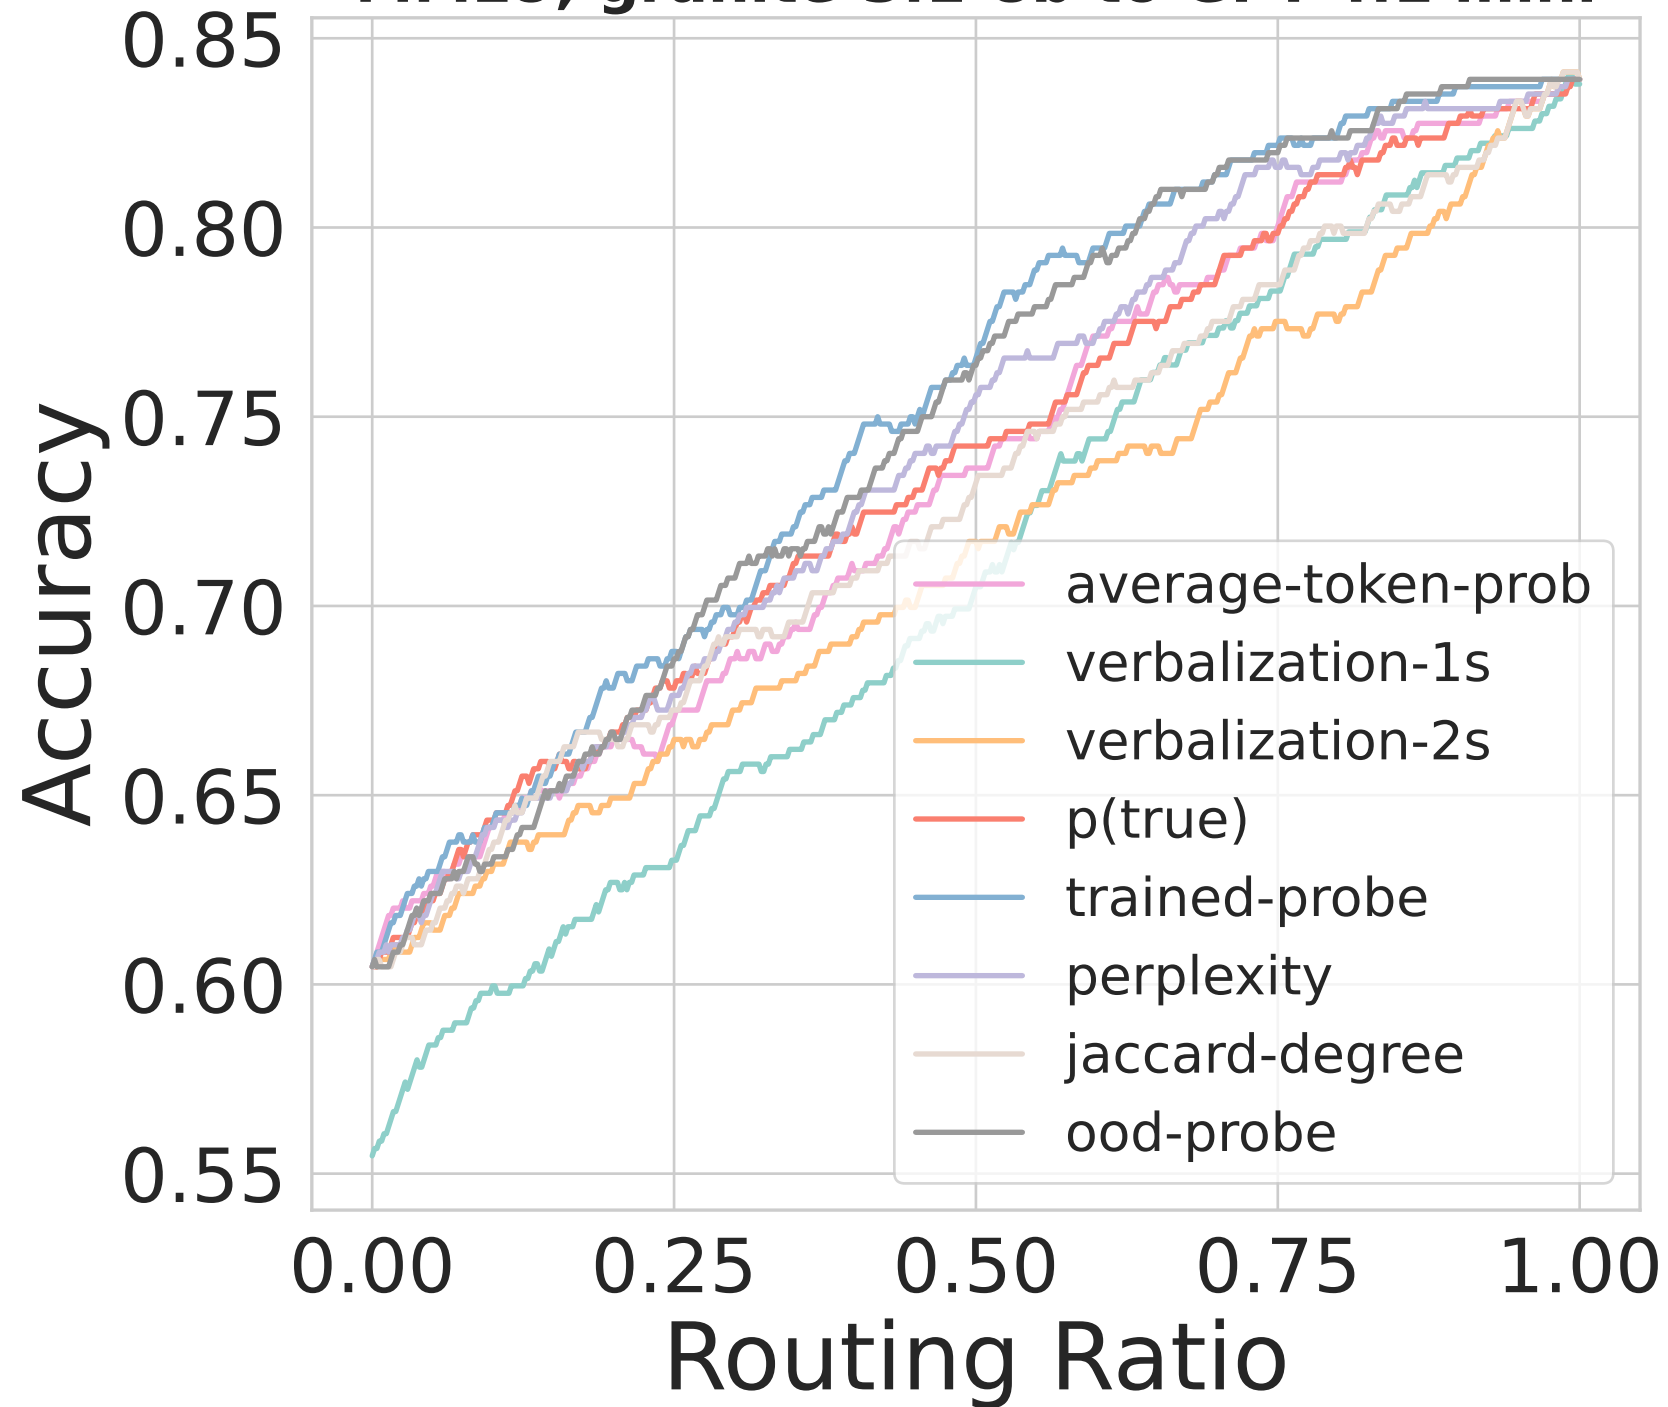 0.85
0.80
0.75
0.70
0.65
0.60
0.55
Accuracy
average-token-prob
verbalization-1s
verbalization-2s
p(true)
trained-probe
perplexity
jaccard-degree
ood-probe
0.00 0.25 0.50 0.75 1.00
Routing Ratio